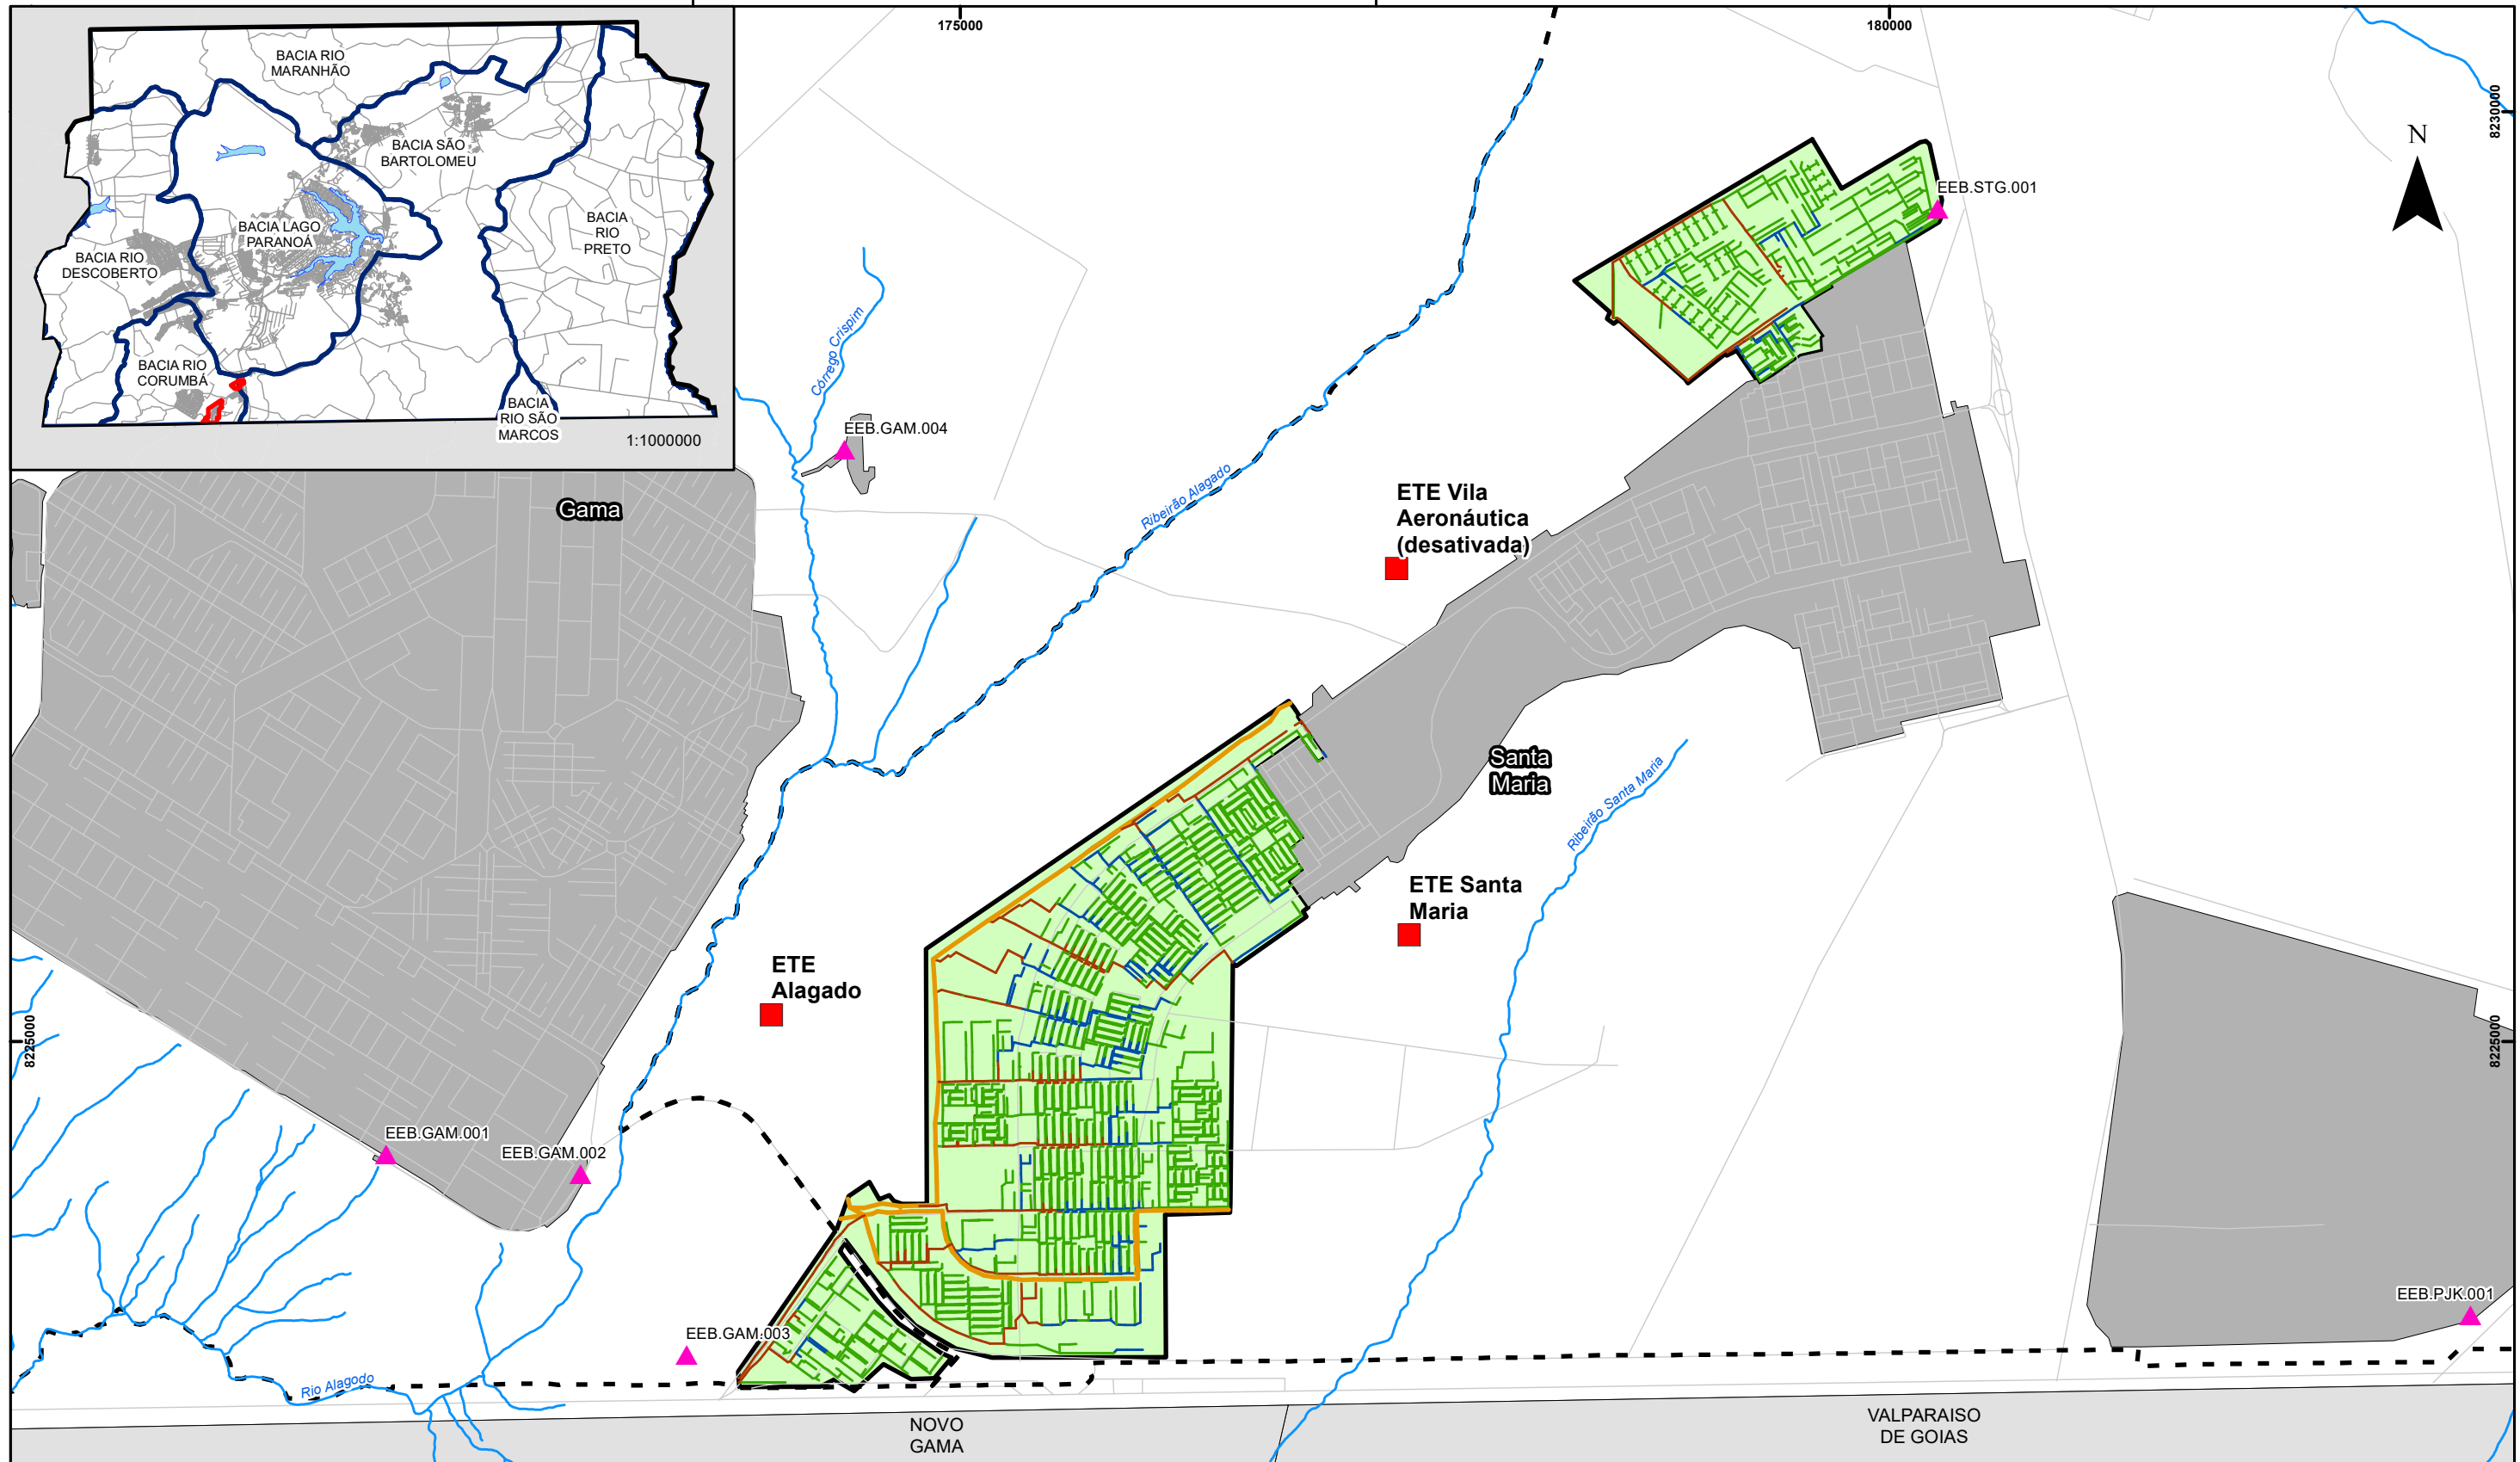 175000
180000
8230000
8230000
8225000
8225000
N
BACIA RIO
MARANHÃO
BACIA SÃO
BARTOLOMEU
BACIA
RIO
PRETO
BACIA LAGO
PARANOÁ
BACIA RIO
DESCOBERTO
BACIA RIO
CORUMBÁ
BACIA
RIO SÃO
MARCOS
1:1000000
EEB.STG.001
Córrego Crispim
EEB.GAM.004
Ribeirão Alagado
Gama
ETE Vila
Aeronáutica
(desativada)
Santa
Maria
Ribeirão Santa Maria
ETE Santa
Maria
ETE
Alagado
EEB.GAM.001
EEB.GAM.002
EEB.GAM.003
EEB.PJK.001
Rio Alagodo
NOVO
GAMA
VALPARAISO
DE GOIAS